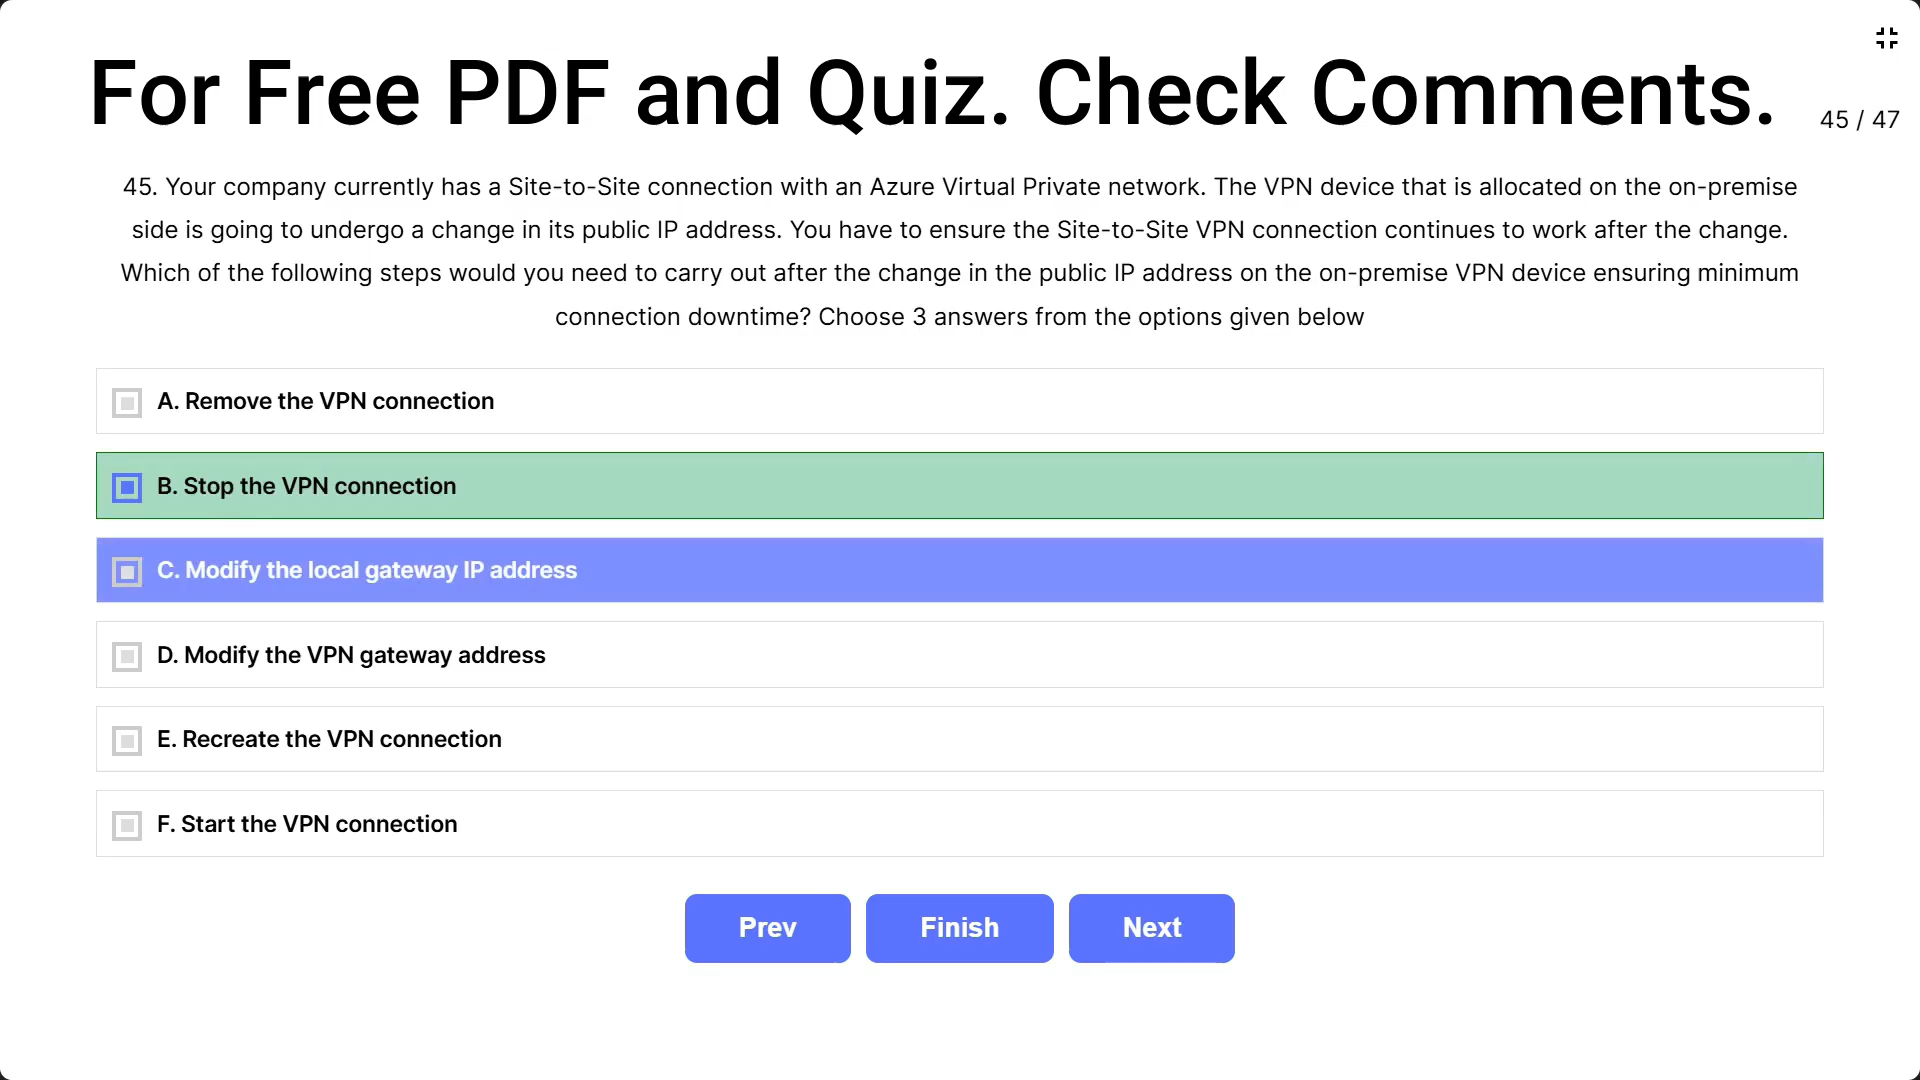 For Free PDF and Quiz. Check Comments.
45 / 47
45. Your company currently has a Site-to-Site connection with an Azure Virtual Private network. The VPN device that is allocated on the on-premise
side is going to undergo a change in its public IP address. You have to ensure the Site-to-Site VPN connection continues to work after the change.
Which of the following steps would you need to carry out after the change in the public IP address on the on-premise VPN device ensuring minimum
connection downtime? Choose 3 answers from the options given below
A. Remove the VPN connection
B. Stop the VPN connection
C. Modify the local gateway IP address
D. Modify the VPN gateway address
E. Recreate the VPN connection
F. Start the VPN connection
Prev Finish Next